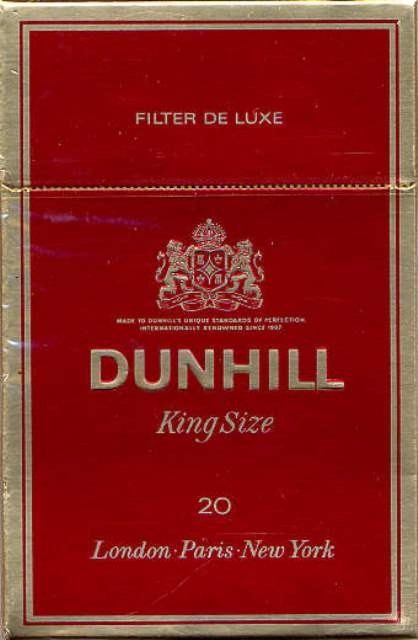 FILTER DE LUXE
MADE TO DUNHILL'S UNIQUE STANDARDS OF PERFECTION.
INTERNATIONALLY RENOWNED SINCE 1907
DUNHILL
King Size
20
London·Paris·New York